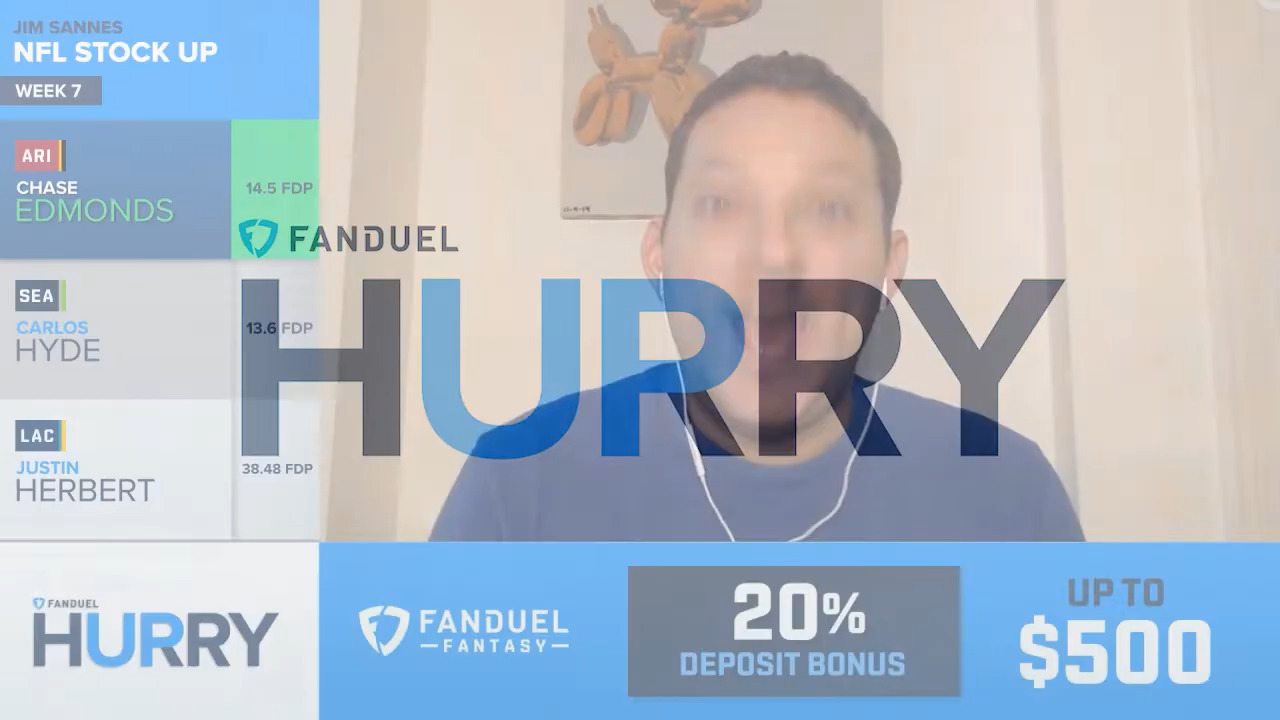 JIM SANNES
NFL STOCK UP
WEEK 7
ARI
CHASE
EDMONDS
14.5 FDP
FANDUEL
HURRY
SEA
CARLOS
HYDE
13.6 FDP
LAC
JUSTIN
HERBERT
38.48 FDP
FANDUEL
HURRY
FANDUEL
FANTASY
20%
DEPOSIT BONUS
UP TO
$500